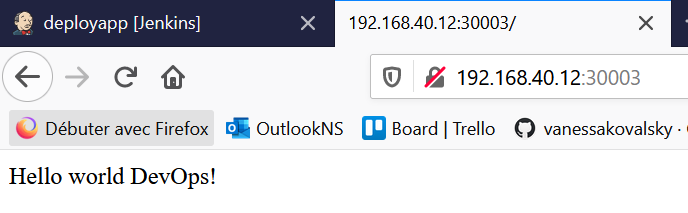 deployapp [Jenkins]
192.168.40.12:30003/
192.168.40.12:30003
Débuter avec Firefox
OutlookNS
Board | Trello
vanessakovalsky ·
Hello world DevOps!